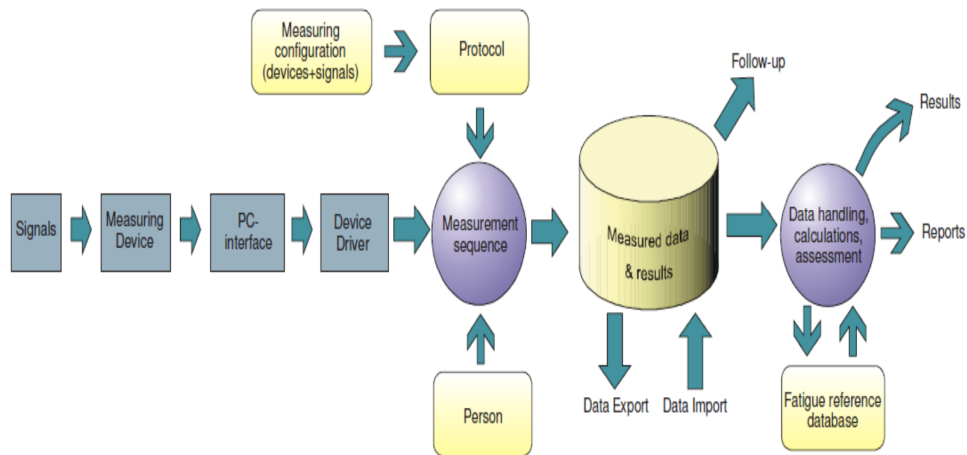 Measuring
configuration
(devices+signals)
Protocol
Follow-up
Results
Signals
Measuring
Device
PC-
interface
Device
Driver
Measurement
sequence
Measured data
& results
Data handling,
calculations,
assessment
Reports
Person
Data Export
Data Import
Fatigue reference
database